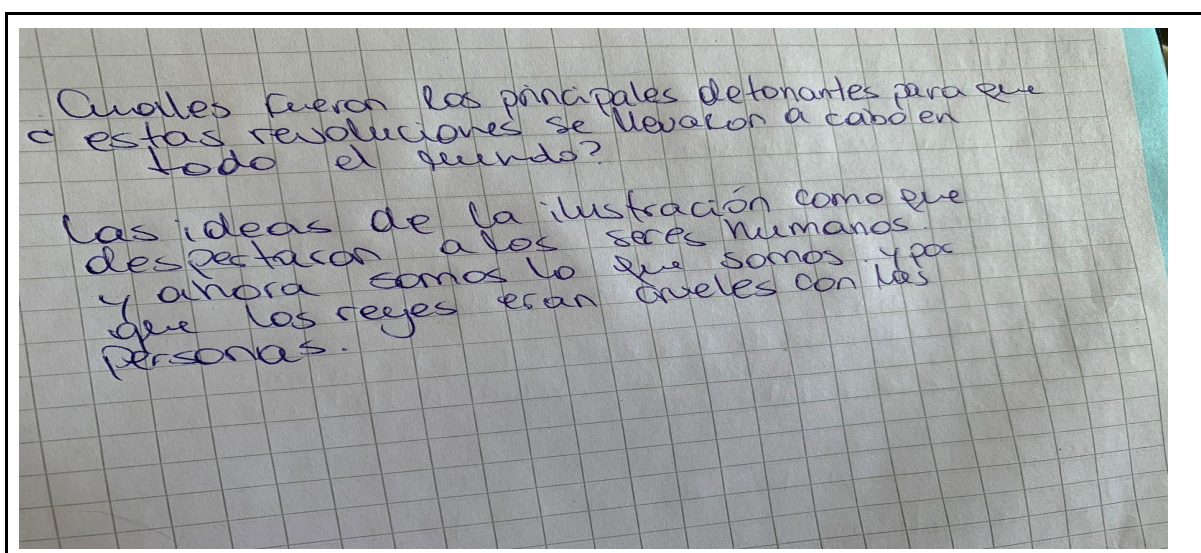 Cuales fueron los principales detonantes para que
estas revoluciones se llevaron a cabo en
todo el mundo?
Las ideas de la ilustración como que
despertaron a los seres humanos.
y ahora somos lo que somos y por
que los reyes eran crueles con las
personas.